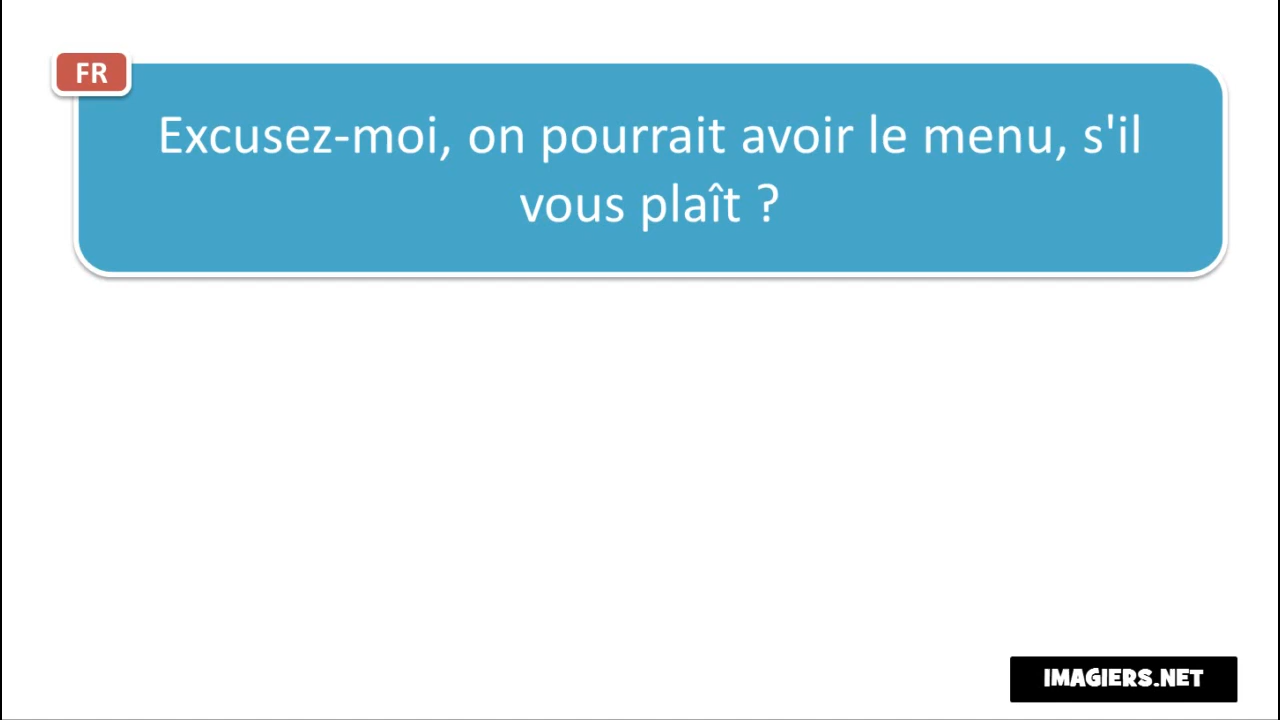 FR
Excusez-moi, on pourrait avoir le menu, s'il
vous plaît ?
IMAGIERS.NET